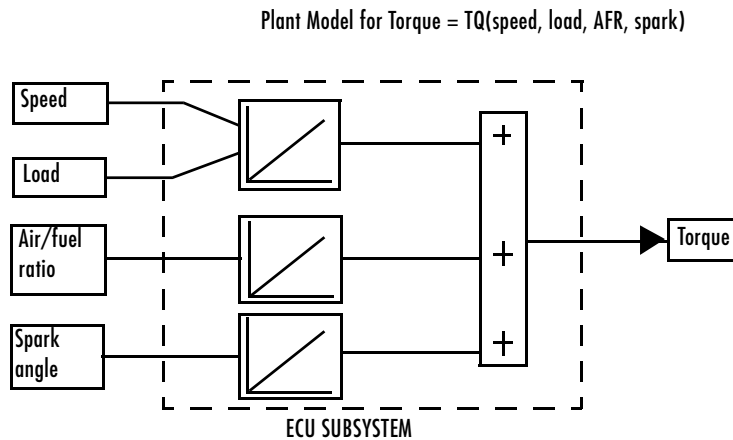 Plant Model for Torque = TQ(speed, load, AFR, spark)
Speed
Load
Air/fuel
ratio
Spark
angle
+
+
+
Torque
ECU SUBSYSTEM